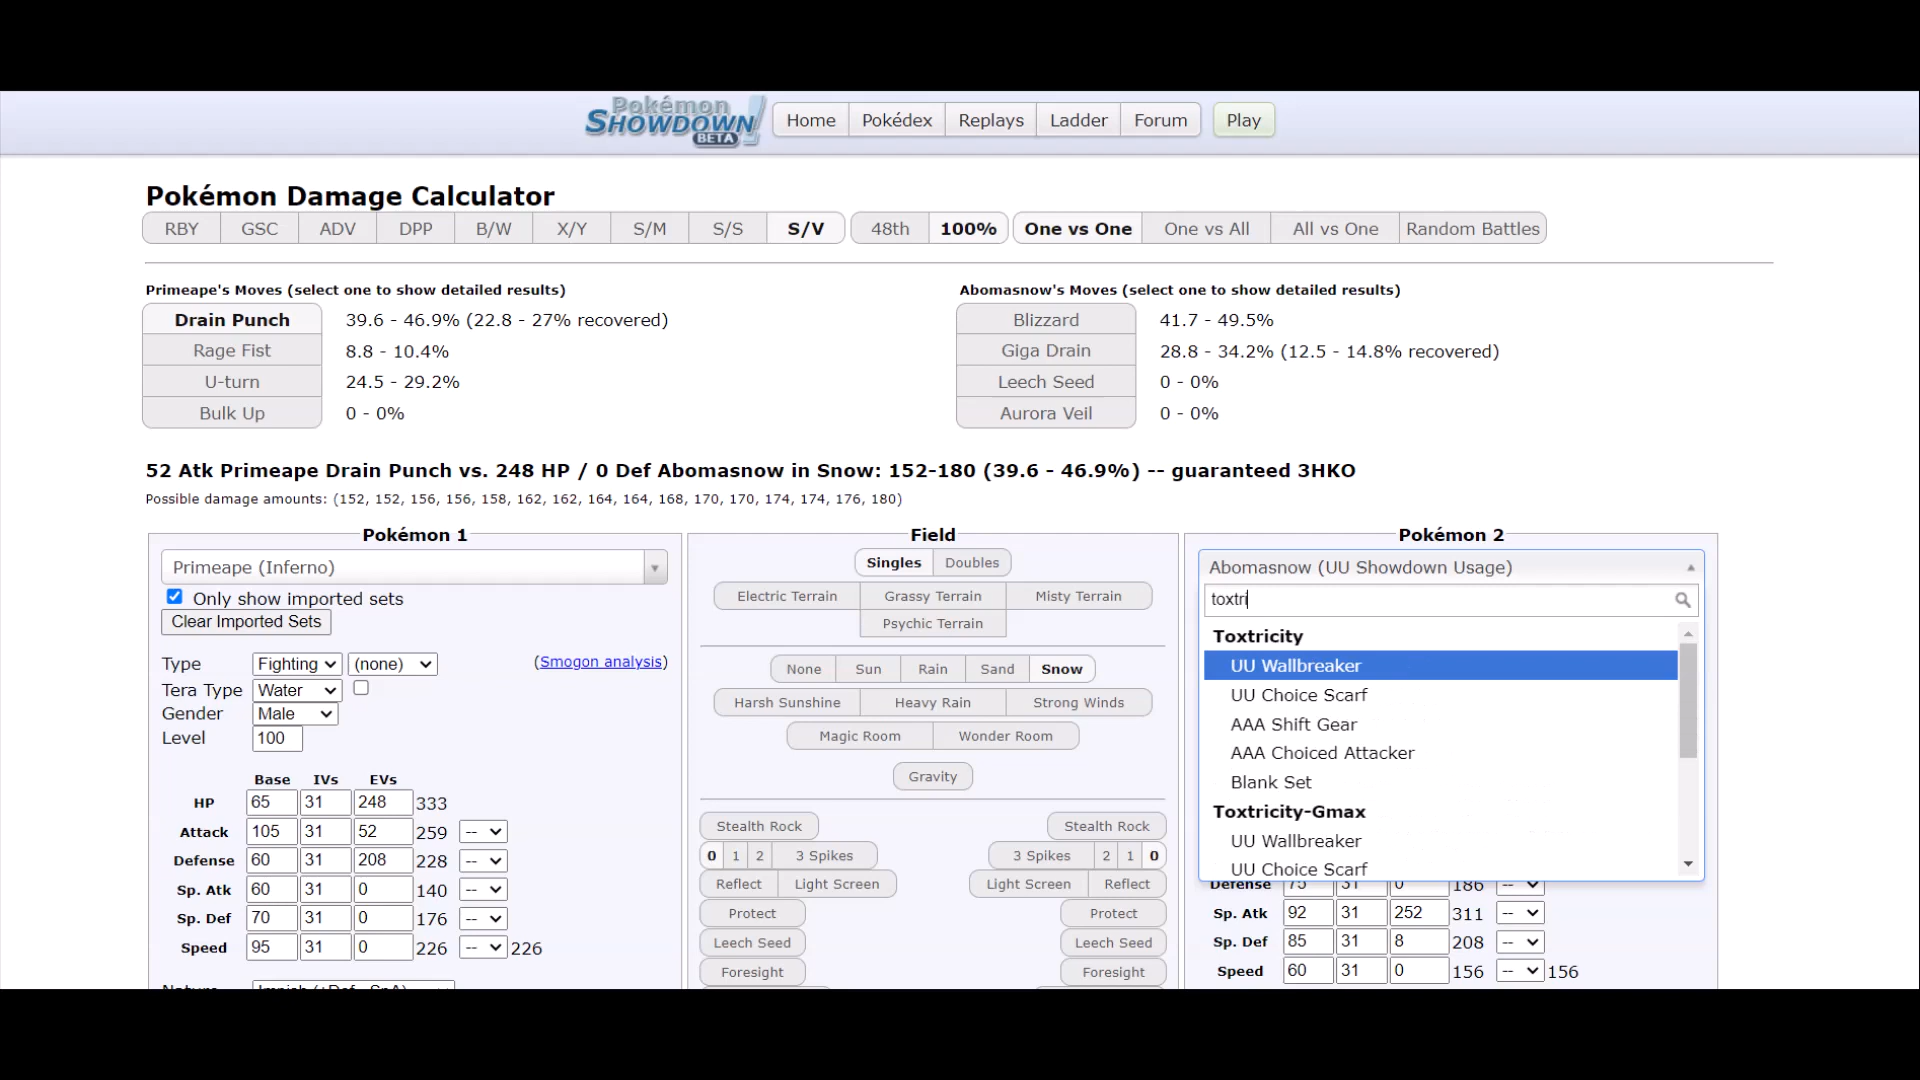 Pokémon
SHOWDOWN!
BETA
Home Pokédex Replays Ladder Forum Play
Pokémon Damage Calculator
RBY GSC ADV DPP B/W X/Y S/M S/S S/V 48th 100% One vs One One vs All All vs One Random Battles
Primeape's Moves (select one to show detailed results)
Drain Punch 39.6 - 46.9% (22.8 - 27% recovered)
Rage Fist 8.8 - 10.4%
U-turn 24.5 - 29.2%
Bulk Up 0 - 0%
Abomasnow's Moves (select one to show detailed results)
Blizzard 41.7 - 49.5%
Giga Drain 28.8 - 34.2% (12.5 - 14.8% recovered)
Leech Seed 0 - 0%
Aurora Veil 0 - 0%
52 Atk Primeape Drain Punch vs. 248 HP / 0 Def Abomasnow in Snow: 152-180 (39.6 - 46.9%) -- guaranteed 3HKO
Possible damage amounts: (152, 152, 156, 156, 158, 162, 162, 164, 164, 168, 170, 170, 174, 174, 176, 180)
Pokémon 1
Primeape (Inferno)
Only show imported sets
Clear Imported Sets
Type Fighting (none) (Smogon analysis)
Tera Type Water
Gender Male
Level 100
Base IVs EVs
HP 65 31 248 333
Attack 105 31 52 259 --
Defense 60 31 208 228 --
Sp. Atk 60 31 0 140 --
Sp. Def 70 31 0 176 --
Speed 95 31 0 226 -- 226
Field
Singles Doubles
Electric Terrain Grassy Terrain Misty Terrain
Psychic Terrain
None Sun Rain Sand Snow
Harsh Sunshine Heavy Rain Strong Winds
Magic Room Wonder Room
Gravity
Stealth Rock Stealth Rock
0 1 2 3 Spikes 3 Spikes 2 1 0
Reflect Light Screen Light Screen Reflect
Protect Protect
Leech Seed Leech Seed
Foresight Foresight
Pokémon 2
Abomasnow (UU Showdown Usage)
toxtri
Toxtricity
UU Wallbreaker
UU Choice Scarf
AAA Shift Gear
AAA Choiced Attacker
Blank Set
Toxtricity-Gmax
UU Wallbreaker
UU Choice Scarf
Defense 75 31 0 186 --
Sp. Atk 92 31 252 311 --
Sp. Def 85 31 8 208 --
Speed 60 31 0 156 -- 156